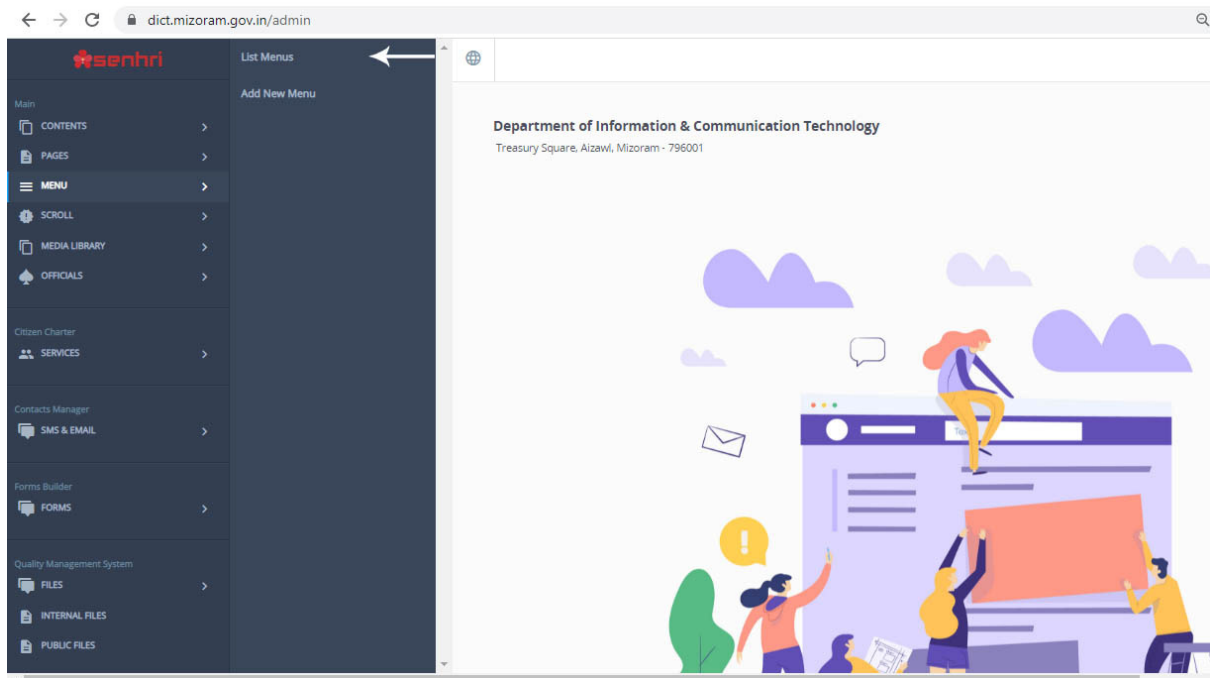 dict.mizoram.gov.in/admin
senhri
Main
CONTENTS
PAGES
MENU
SCROLL
MEDIA LIBRARY
OFFICIALS
Citizen Charter
SERVICES
Contacts Manager
SMS & EMAIL
Forms Builder
FORMS
Quality Management System
FILES
INTERNAL FILES
PUBLIC FILES
List Menus
Add New Menu
Department of Information & Communication Technology
Treasury Square, Aizawl, Mizoram - 796001